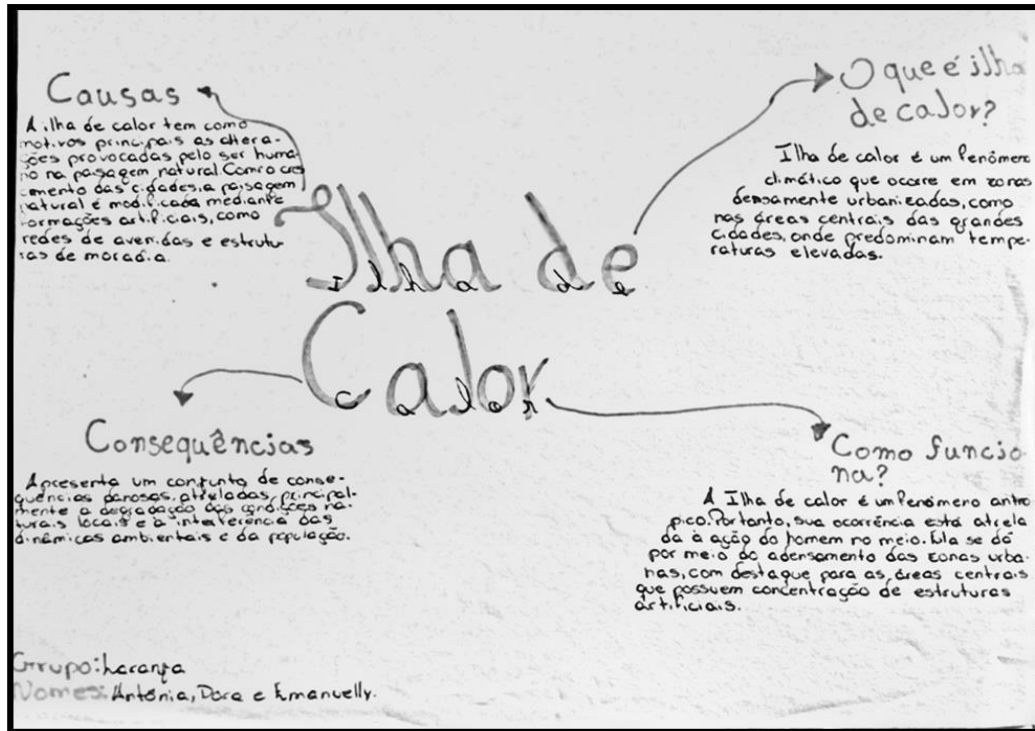 Causas
A ilha de calor tem como
motivos principais as altera-
ções provocadas pelo ser huma
no na paisagem natural. Com o cres
cimento das cidades, a paisagem
natural é modificada mediante
formações artificiais, como
redes de avenidas e estrutu-
ras de moradia.
O que é ilha
de calor?
Ilha de calor é um fenômeno
climático que ocorre em zonas
densamente urbanizadas, como
nas áreas centrais das grandes
cidades, onde predominam tempe-
raturas elevadas.
Ilha de
Calor
Consequências
Apresenta um conjunto de conse-
quências danosas, atreladas, principal-
mente a degradação das condições na-
turais locais e a interferência das
dinâmicas ambientais e da população.
Como funcio
na?
A Ilha de calor é um fenômeno antró
pico. Portanto, sua ocorrência está atrela
da à ação do homem no meio. Ela se dá
por meio do adensamento das zonas urba-
nas, com destaque para as áreas centrais
que possuem concentração de estruturas
artificiais.
Grupo: Laranja
Nomes: Antônia, Dora e Emanuelly.